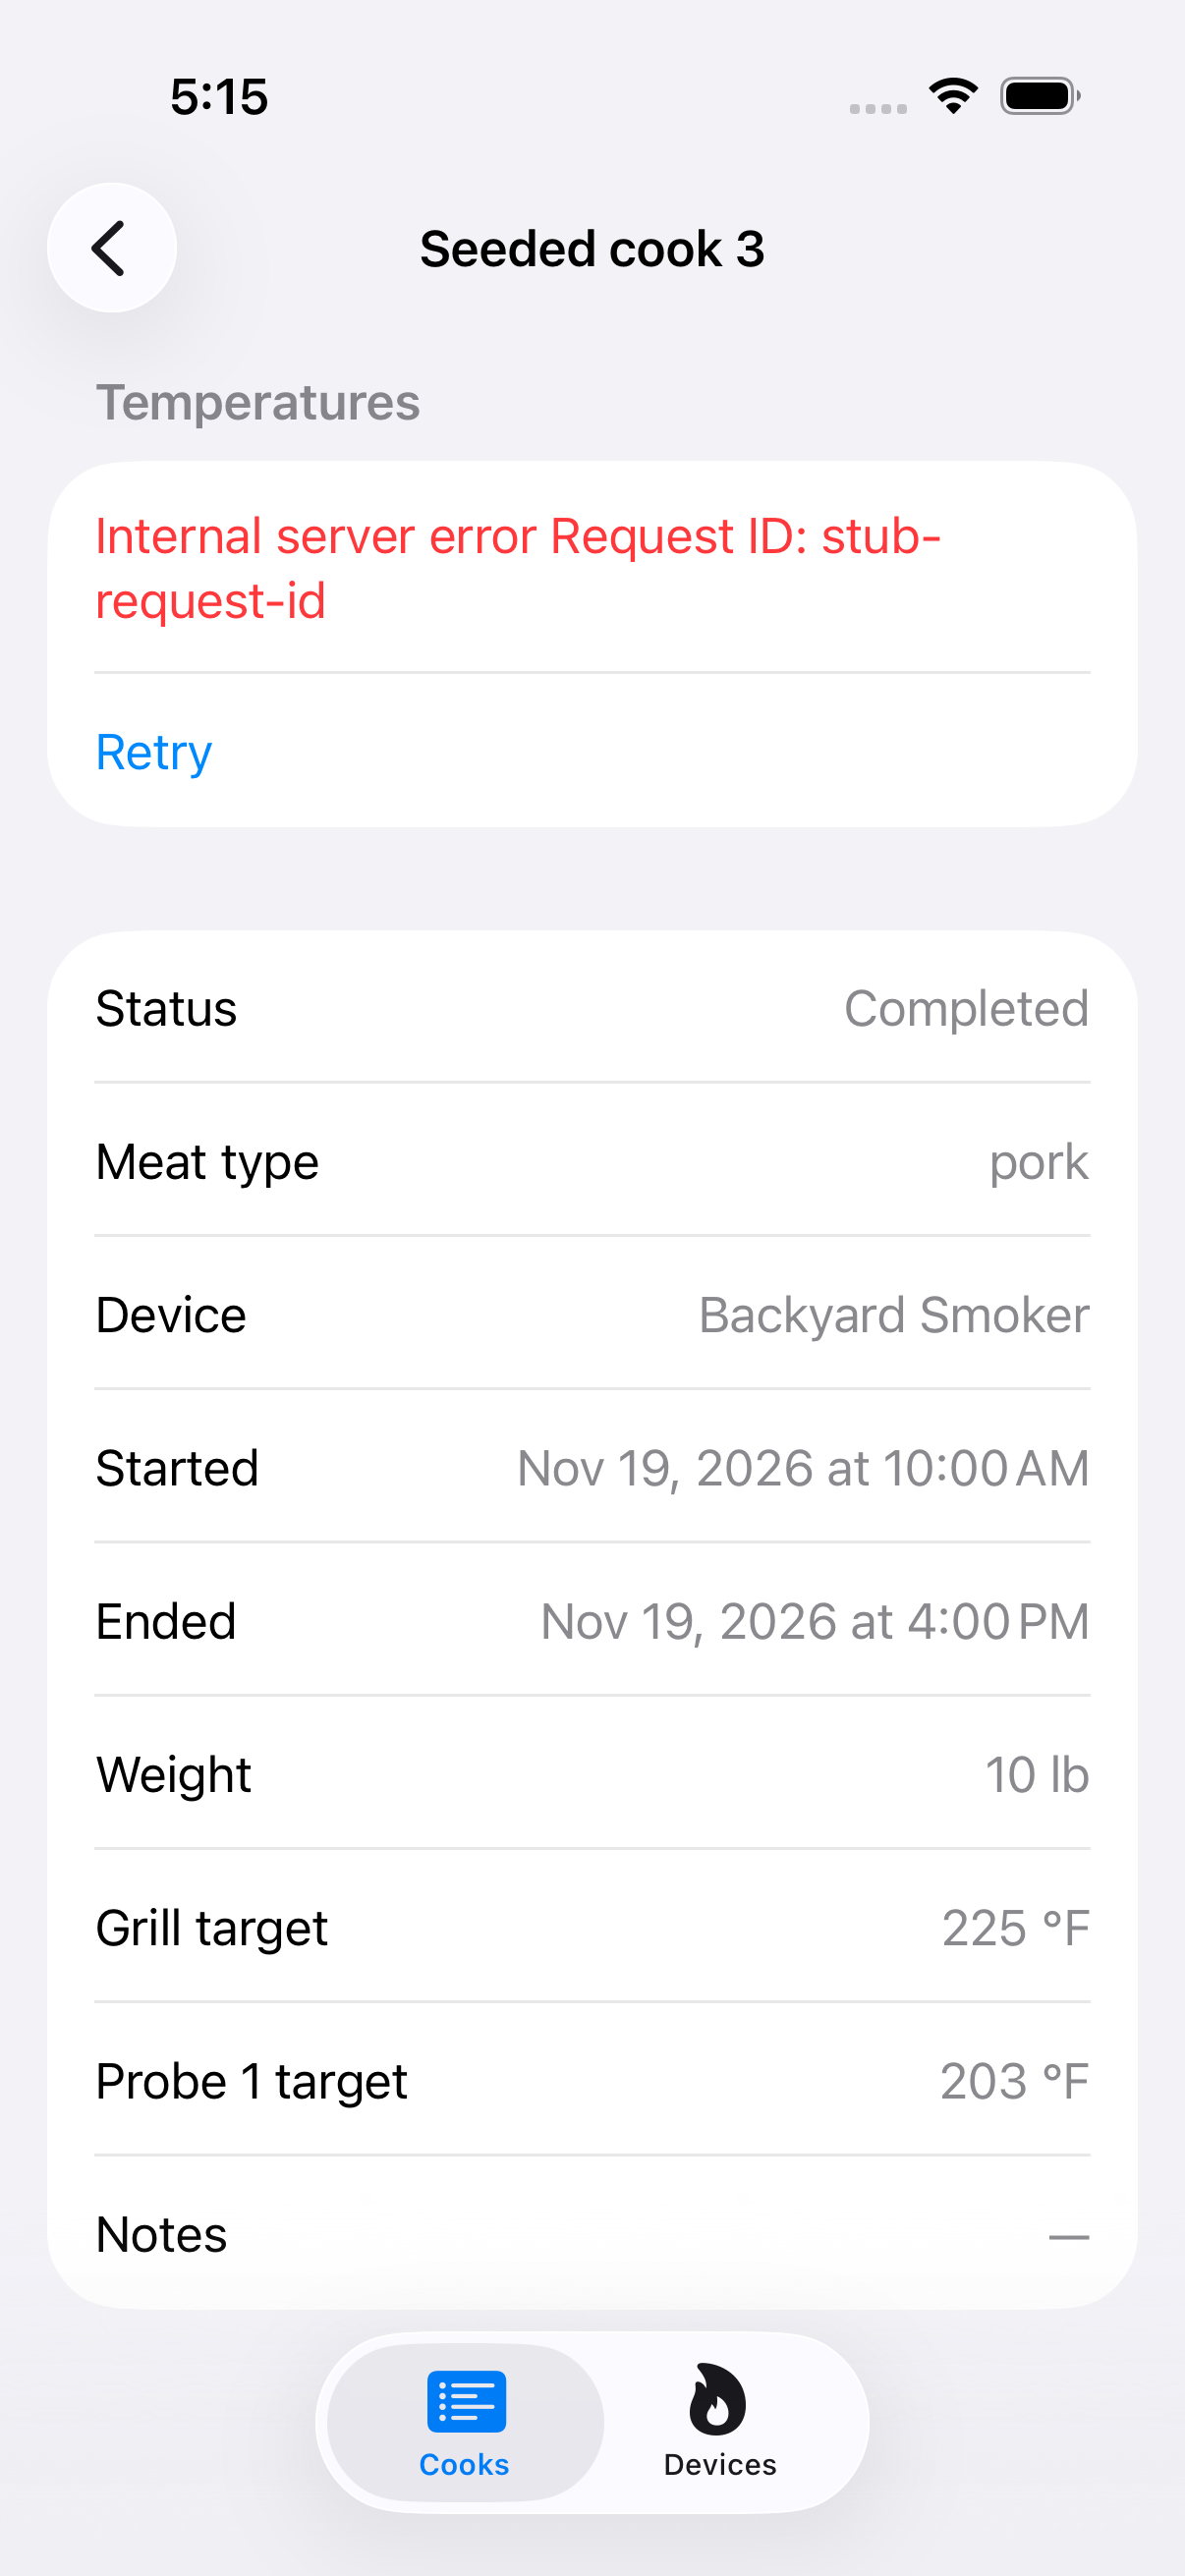 5:15
Seeded cook 3
Temperatures
Internal server error Request ID: stub-
request-id
Retry
Status Completed
Meat type pork
Device Backyard Smoker
Started Nov 19, 2026 at 10:00 AM
Ended Nov 19, 2026 at 4:00 PM
Weight 10 lb
Grill target 225 °F
Probe 1 target 203 °F
Notes —
Cooks Devices